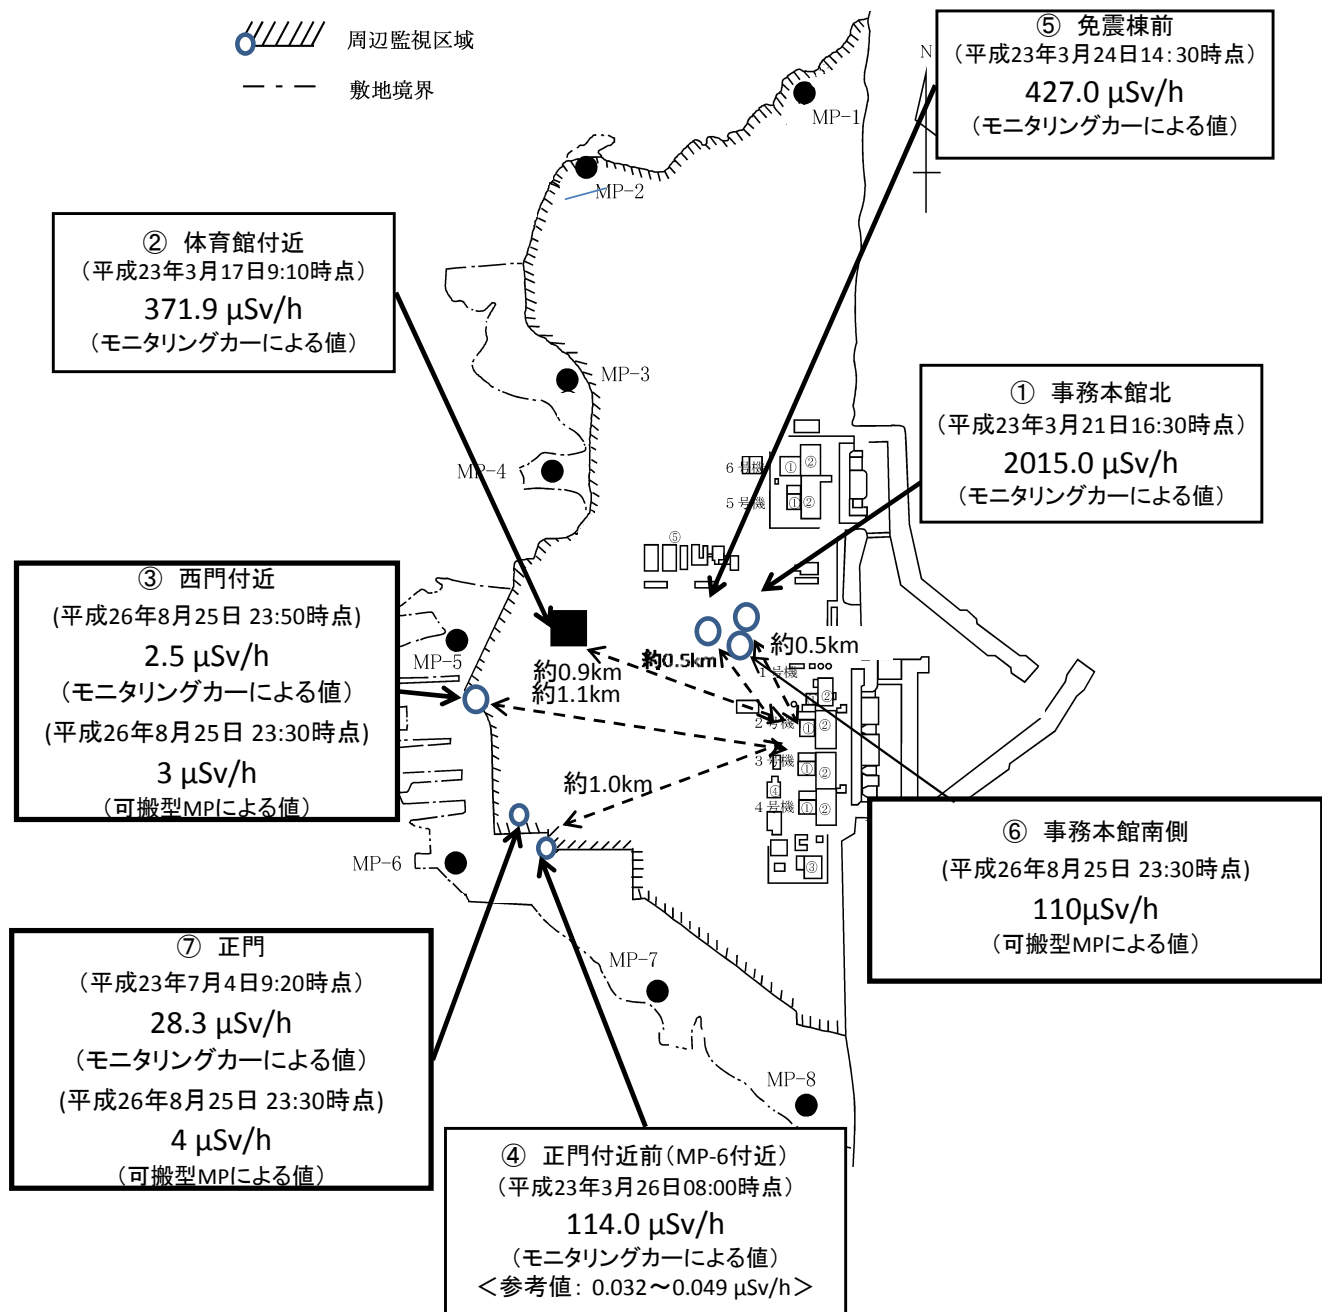 周辺監視区域
敷地境界
⑤ 免震棟前
(平成23年3月24日14:30時点)
427.0 μSv/h
(モニタリングカーによる値)
N
MP-1
MP-2
② 体育館付近
(平成23年3月17日9:10時点)
371.9 μSv/h
(モニタリングカーによる値)
MP-3
① 事務本館北
(平成23年3月21日16:30時点)
2015.0 μSv/h
(モニタリングカーによる値)
MP-4
6号機
① ②
5号機
① ②
⑤
③ 西門付近
(平成26年8月25日 23:50時点)
2.5 μSv/h
(モニタリングカーによる値)
(平成26年8月25日 23:30時点)
3 μSv/h
(可搬型MPによる値)
MP-5
約0.9km
約1.1km
約0.5km
約0.5km
1号機
②
2号機
① ②
3号機
① ②
④
4号機
① ②
③
約1.0km
MP-6
⑥ 事務本館南側
(平成26年8月25日 23:30時点)
110μSv/h
(可搬型MPによる値)
⑦ 正門
(平成23年7月4日9:20時点)
28.3 μSv/h
(モニタリングカーによる値)
(平成26年8月25日 23:30時点)
4 μSv/h
(可搬型MPによる値)
MP-7
MP-8
④ 正門付近前(MP-6付近)
(平成23年3月26日08:00時点)
114.0 μSv/h
(モニタリングカーによる値)
<参考値: 0.032~0.049 μSv/h>